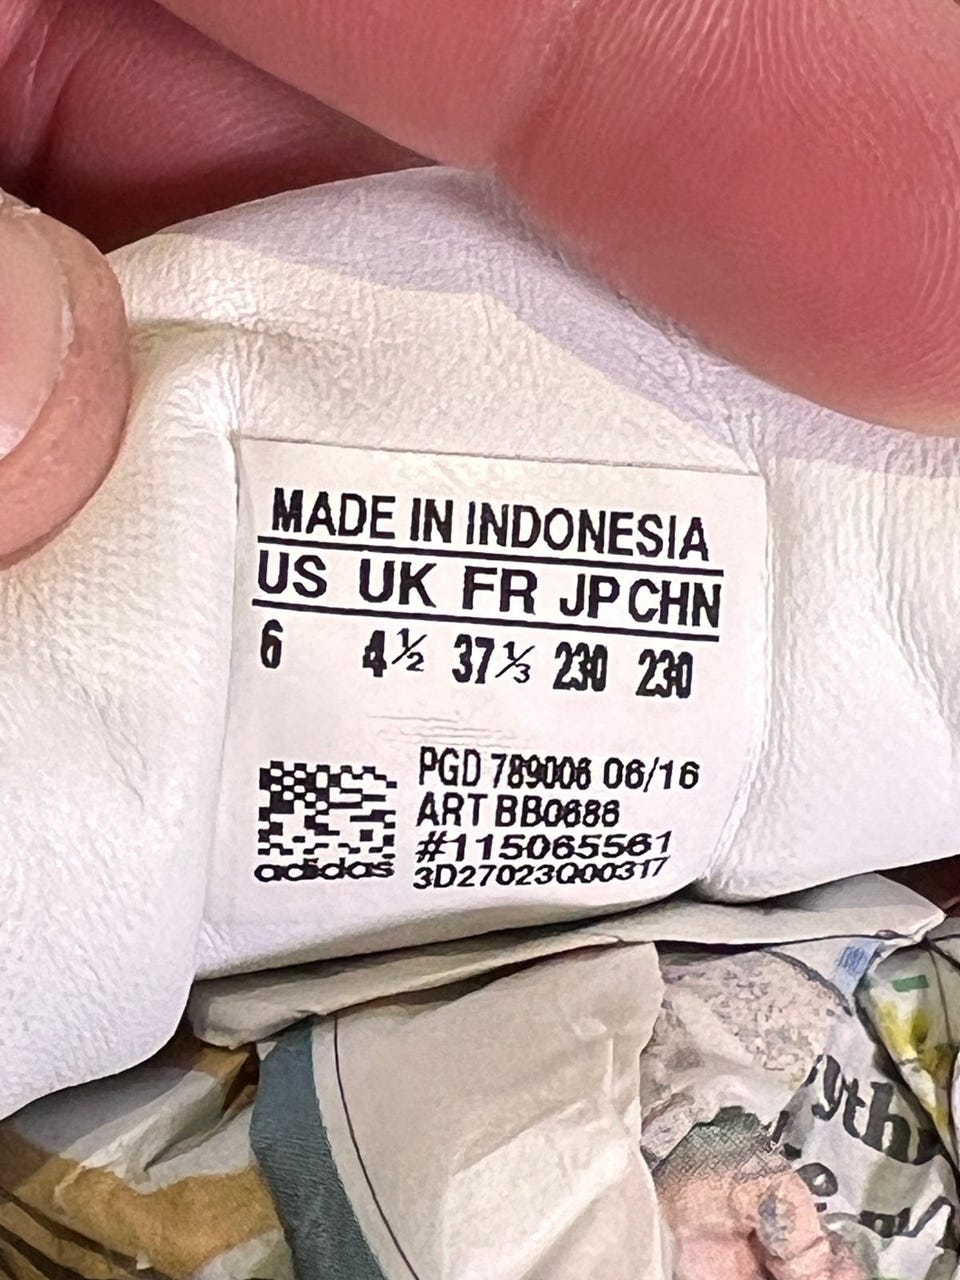 MADE IN INDONESIA
US UK FR JP CHN
6 4½ 37⅓ 230 230
PGD 789006 06/16
ART BB0686
#115065561
3D27023Q00317
adidas